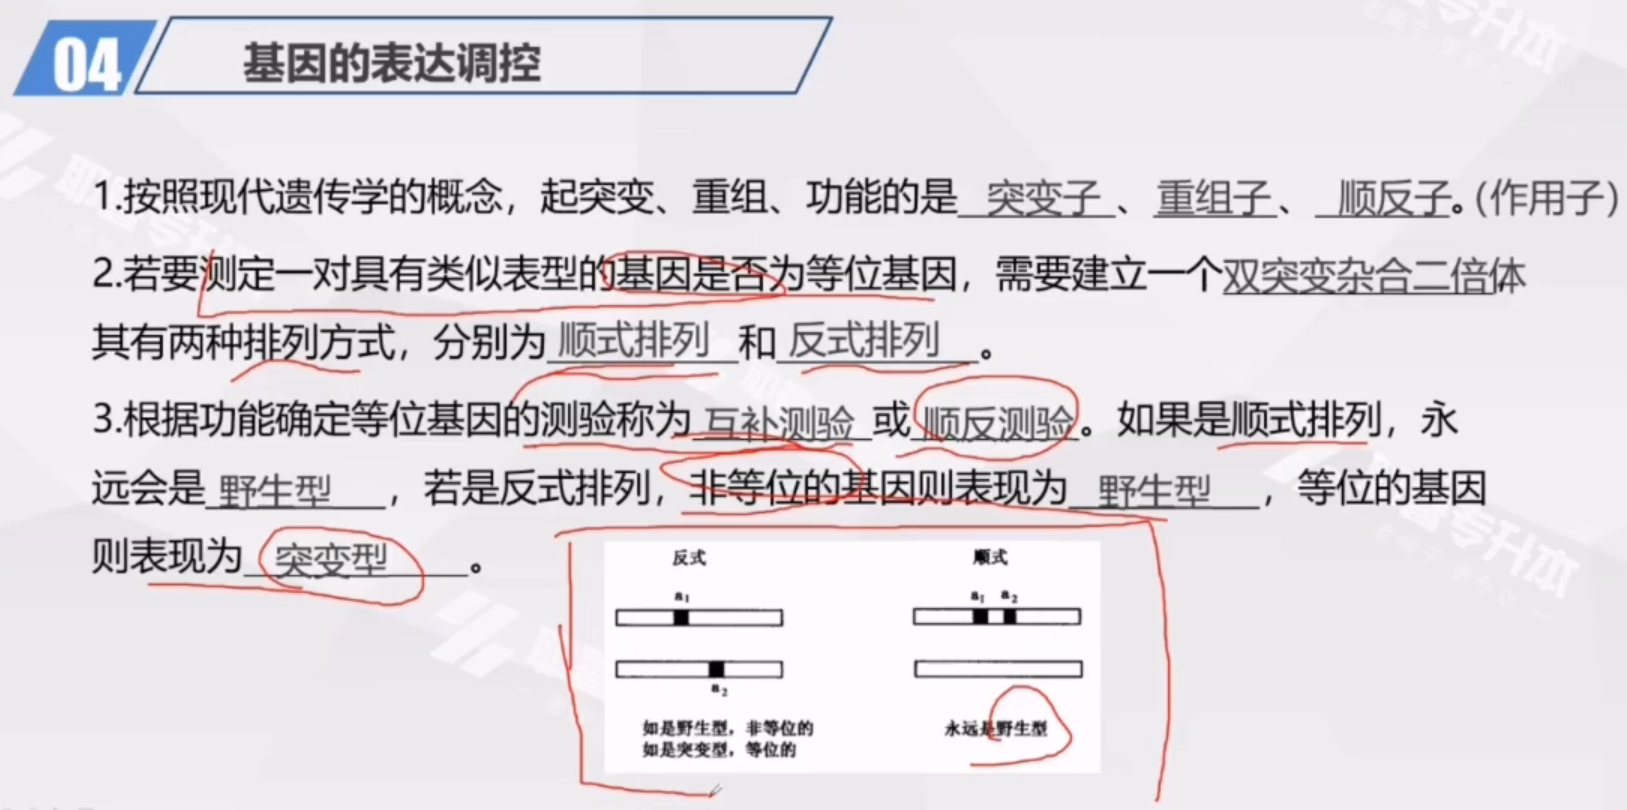 04 基因的表达调控
1.按照现代遗传学的概念，起突变、重组、功能的是 突变子 、 重组子 、 顺反子 。（作用子）
2.若要测定一对具有类似表型的基因是否为等位基因，需要建立一个双突变杂合二倍体
其有两种排列方式，分别为 顺式排列 和 反式排列 。
3.根据功能确定等位基因的测验称为 互补测验 或 顺反测验 。如果是顺式排列，永
远会是 野生型 ，若是反式排列，非等位的基因则表现为 野生型 ，等位的基因
则表现为 突变型 。
反式 顺式
a1 a1 a2
a2
如是野生型，非等位的 永远是野生型
如是突变型，等位的